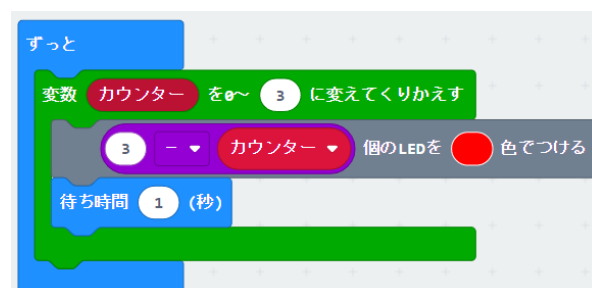 ずっと
変数 カウンター を0～ 3 に変えてくりかえす
3 - カウンター 個のLEDを 色でつける
待ち時間 1 (秒)